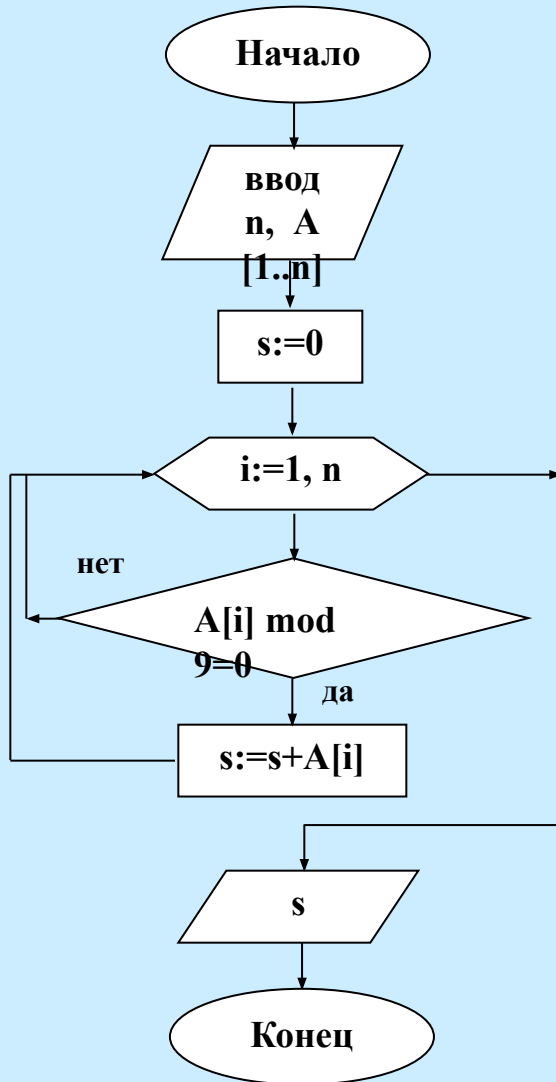 Начало
ввод
n, A
[1..n]
s:=0
i:=1, n
нет
A[i] mod
9=0
да
s:=s+A[i]
s
Конец